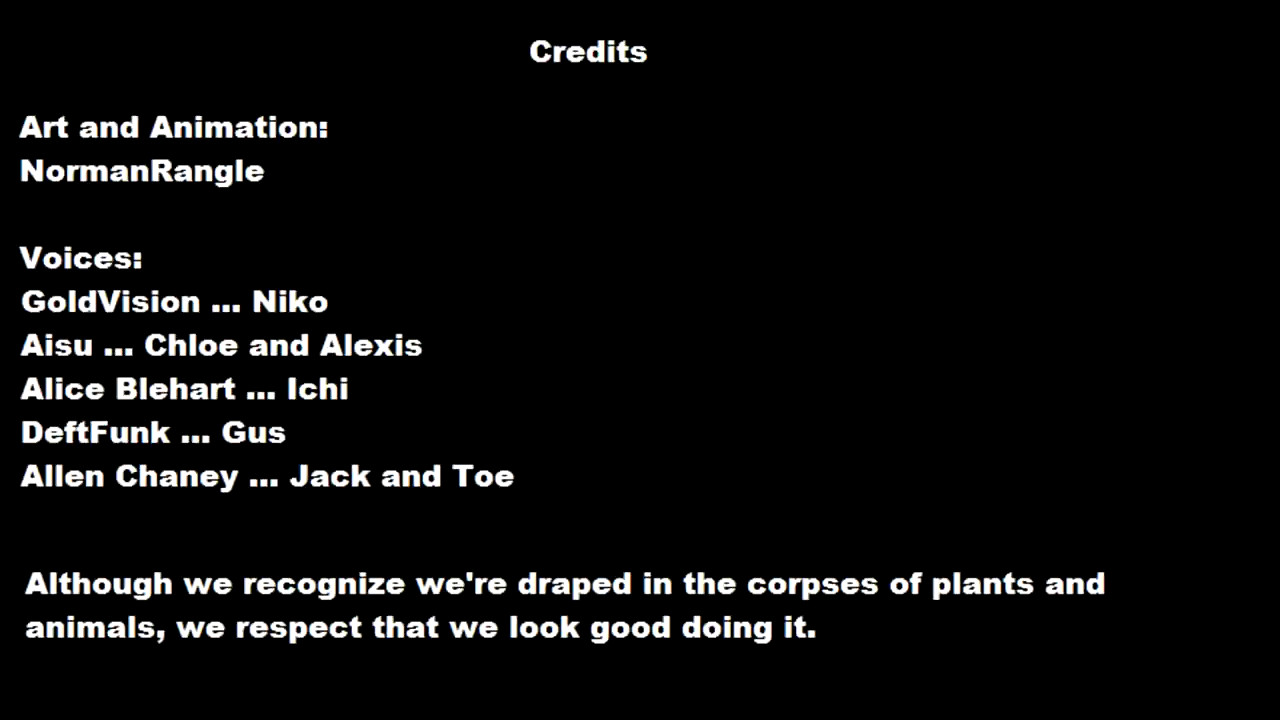 Credits
Art and Animation:
NormanRangle
Voices:
GoldVision ... Niko
Aisu ... Chloe and Alexis
Alice Blehart ... Ichi
DeftFunk ... Gus
Allen Chaney ... Jack and Toe
Although we recognize we're draped in the corpses of plants and
animals, we respect that we look good doing it.